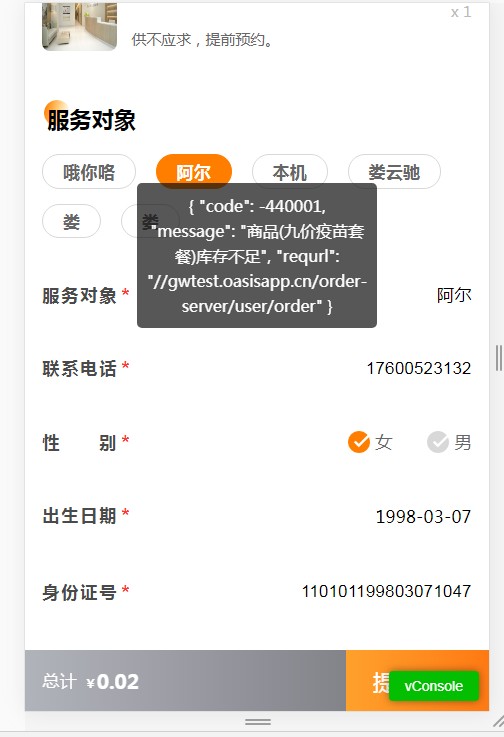 x 1
供不应求，提前预约。
服务对象
哦你咯
阿尔
本机
娄云驰
娄
娄
{ "code": -440001,
"message": "商品(九价疫苗套
餐)库存不足", "requrl":
"//gwtest.oasisapp.cn/order-
server/user/order" }
服务对象 * 阿尔
联系电话 * 17600523132
性 别 * 女 男
出生日期 * 1998-03-07
身份证号 * 110101199803071047
总计 ¥0.02
提
vConsole